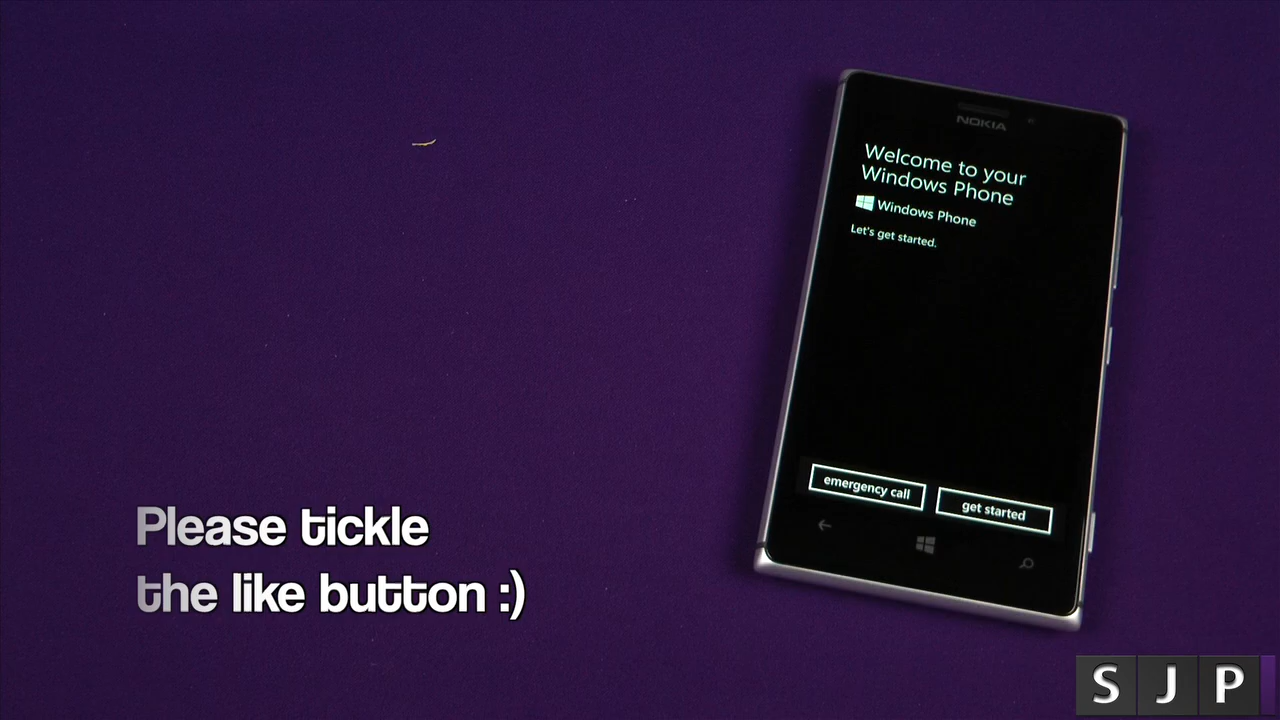 NOKIA
Welcome to your
Windows Phone
Windows Phone
Let's get started.
emergency call
get started
Please tickle
the like button :)
S J P